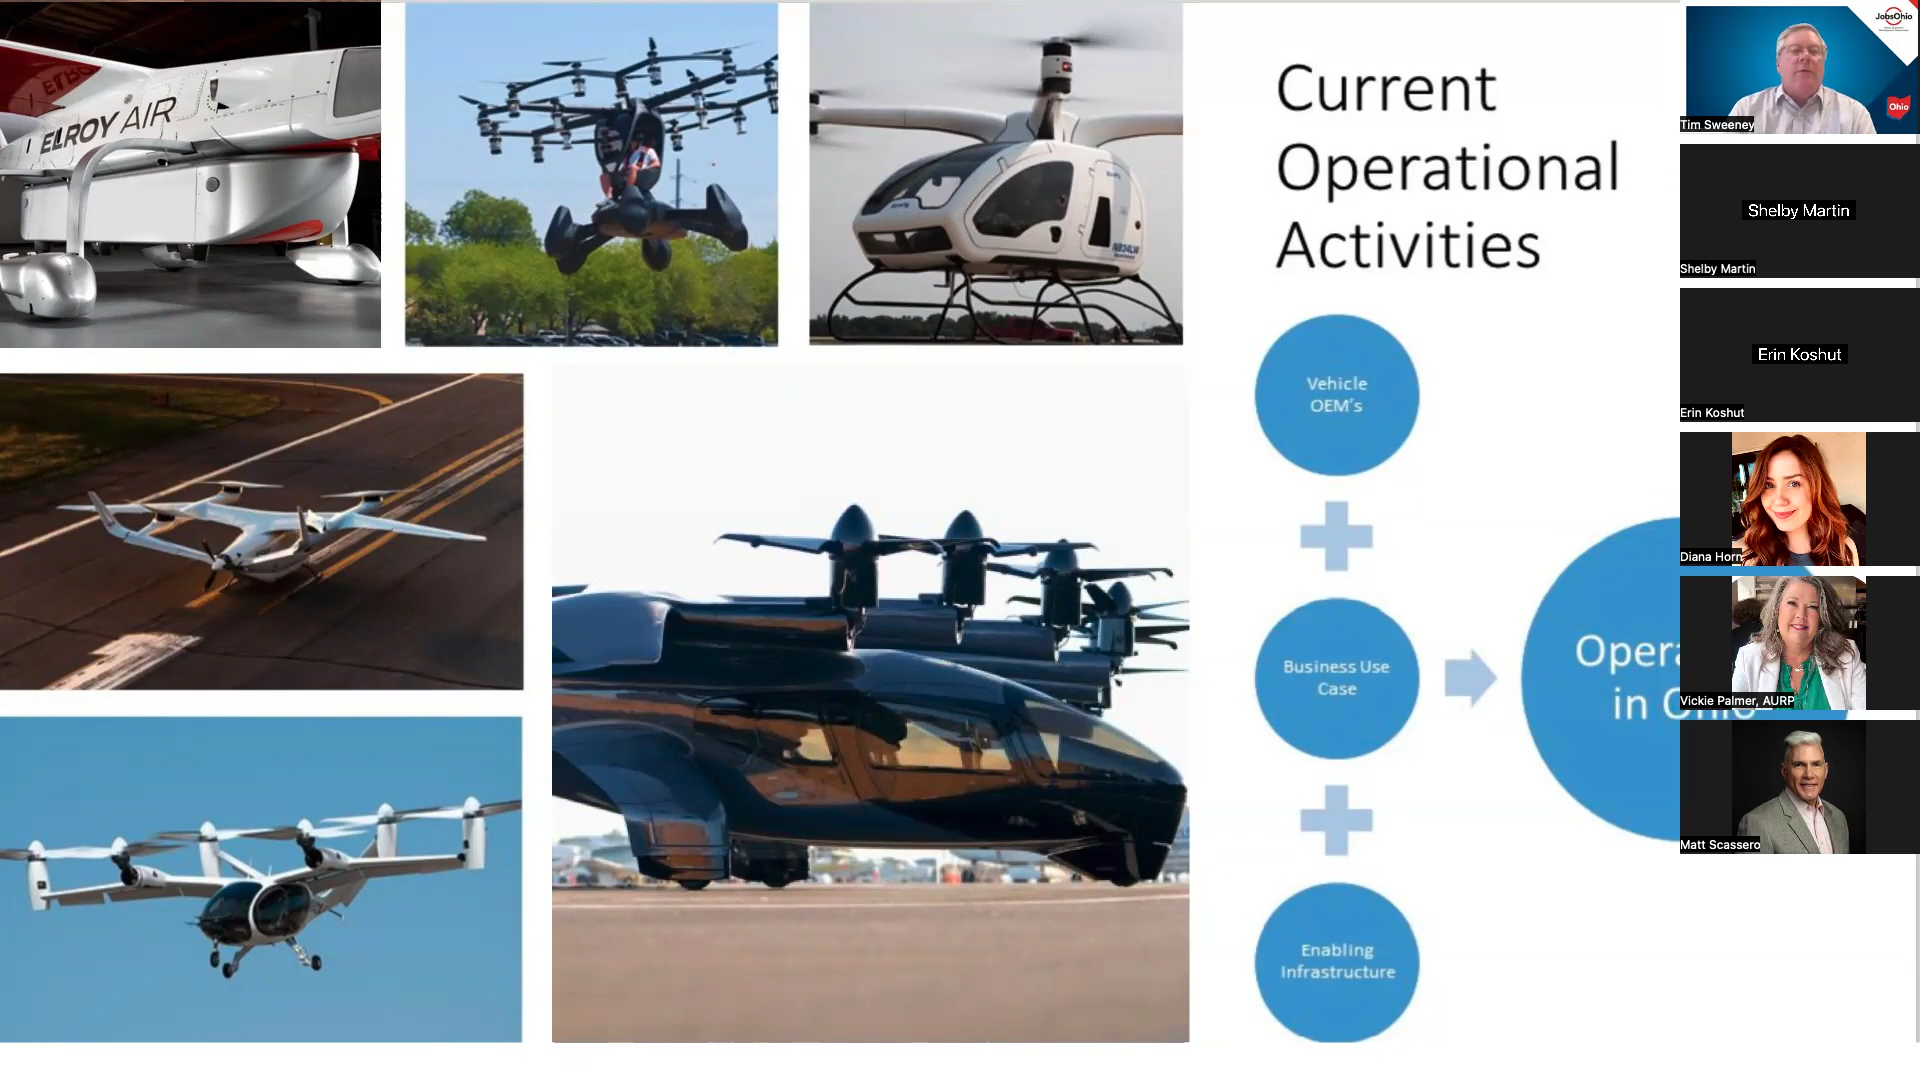 ELROY AIR
Current
Operational
Activities
Vehicle
OEM's
Business Use
Case
Enabling
Infrastructure
Opera
in Ohio
JobsOhio
Ohio
Tim Sweeney
Shelby Martin
Shelby Martin
Erin Koshut
Erin Koshut
Diana Horn
Vickie Palmer, AURP
Matt Scassero